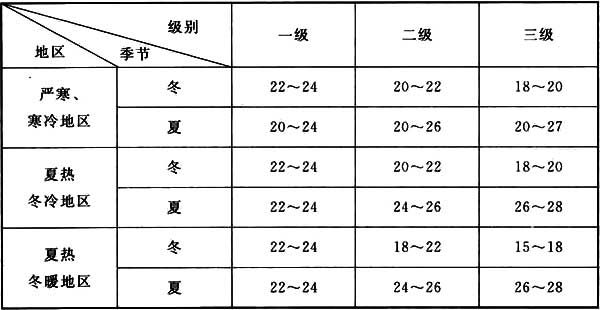 级别
一级 二级 三级
地区 季节
严寒、
寒冷地区
冬 22～24 20～22 18～20
夏 20～24 20～26 20～27
夏热
冬冷地区
冬 22～24 20～22 18～20
夏 22～24 24～26 26～28
夏热
冬暖地区
冬 22～24 18～22 15～18
夏 22～24 24～26 26～28